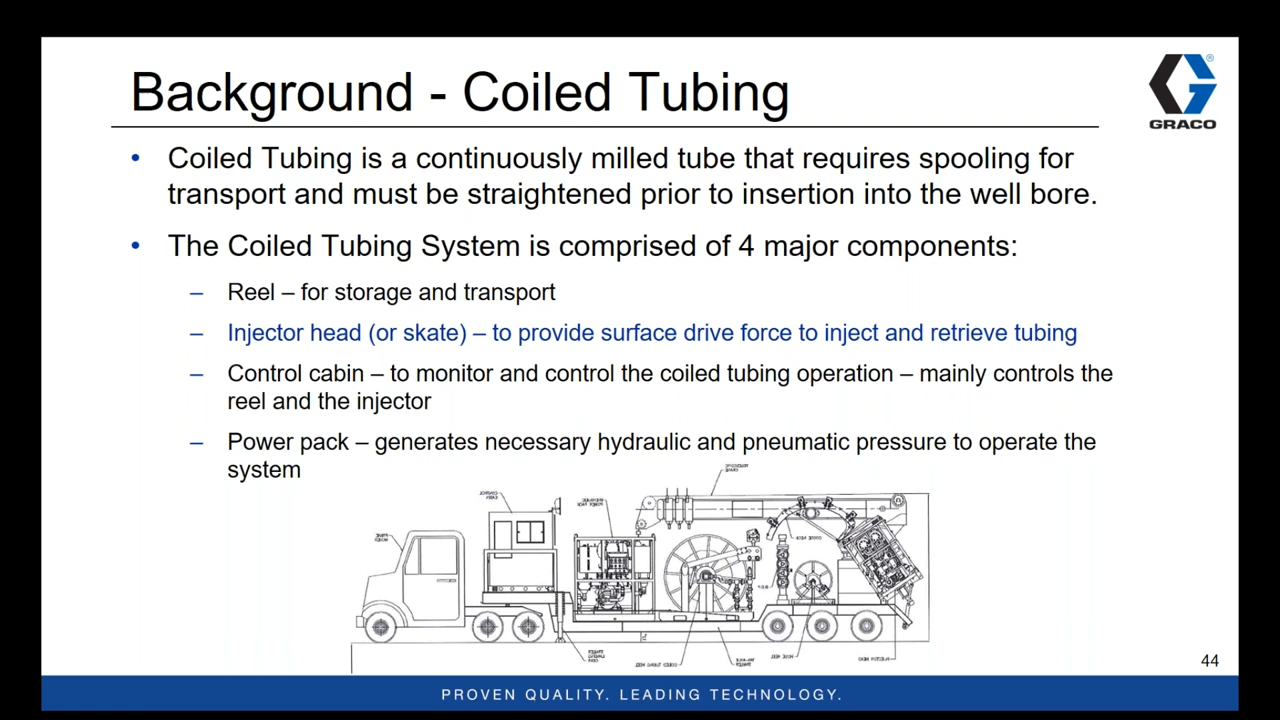 Background - Coiled Tubing
GRACO
• Coiled Tubing is a continuously milled tube that requires spooling for
transport and must be straightened prior to insertion into the well bore.
• The Coiled Tubing System is comprised of 4 major components:
– Reel – for storage and transport
– Injector head (or skate) – to provide surface drive force to inject and retrieve tubing
– Control cabin – to monitor and control the coiled tubing operation – mainly controls the
reel and the injector
– Power pack – generates necessary hydraulic and pneumatic pressure to operate the
system
44
PROVEN QUALITY. LEADING TECHNOLOGY.